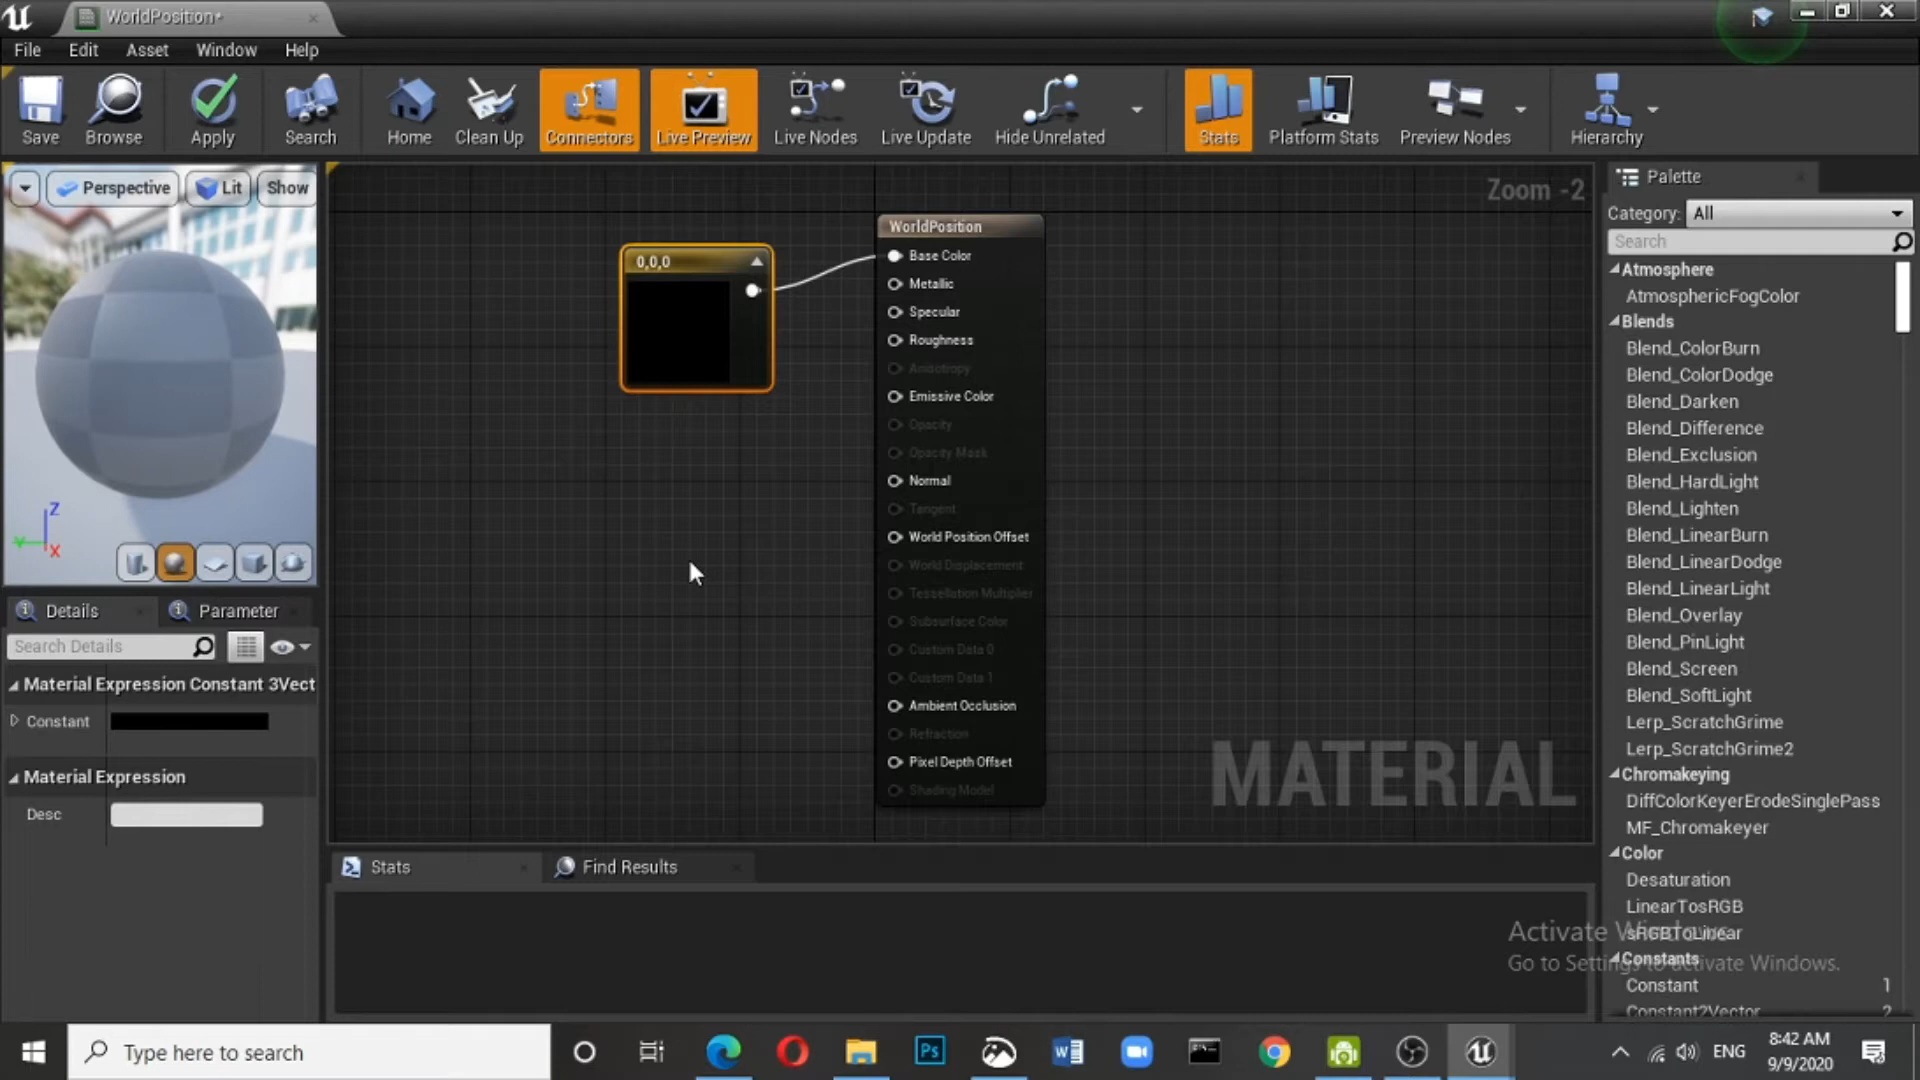 WorldPosition*
File Edit Asset Window Help
Save Browse Apply Search Home Clean Up Connectors Live Preview Live Nodes Live Update Hide Unrelated Stats Platform Stats Preview Nodes Hierarchy
Perspective Lit Show
Zoom -2
Palette
Category: All
Search
WorldPosition
0,0,0
Base Color
Metallic
Specular
Roughness
Anisotropy
Emissive Color
Opacity
Opacity Mask
Normal
Tangent
World Position Offset
World Displacement
Tessellation Multiplier
Subsurface Color
Custom Data 0
Custom Data 1
Ambient Occlusion
Refraction
Pixel Depth Offset
Shading Model
MATERIAL
Z
Y
X
Details Parameter
Search Details
Material Expression Constant 3Vect
Constant
Material Expression
Desc
Stats Find Results
Atmosphere
AtmosphericFogColor
Blends
Blend_ColorBurn
Blend_ColorDodge
Blend_Darken
Blend_Difference
Blend_Exclusion
Blend_HardLight
Blend_Lighten
Blend_LinearBurn
Blend_LinearDodge
Blend_LinearLight
Blend_Overlay
Blend_PinLight
Blend_Screen
Blend_SoftLight
Lerp_ScratchGrime
Lerp_ScratchGrime2
Chromakeying
DiffColorKeyerErodeSinglePass
MF_Chromakeyer
Color
Desaturation
LinearTosRGB
sRGBToLinear
Constants
Constant 1
Constant2Vector 2
Activate Windows
Go to Settings to activate Windows.
Type here to search
Ps
ENG
8:42 AM
9/9/2020